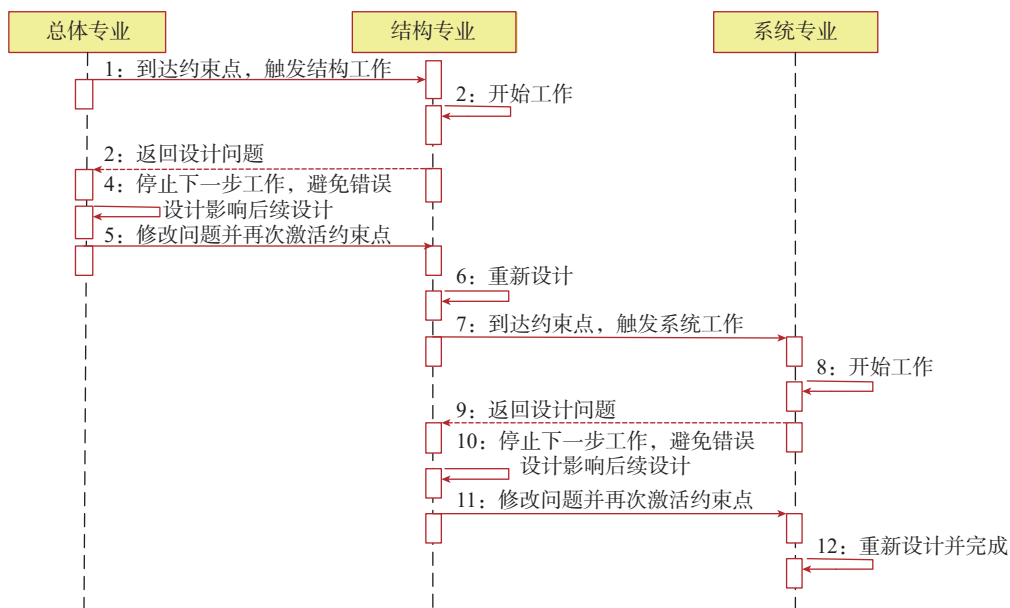 总体专业
结构专业
系统专业
1：到达约束点，触发结构工作
2：开始工作
2：返回设计问题
4：停止下一步工作，避免错误
设计影响后续设计
5：修改问题并再次激活约束点
6：重新设计
7：到达约束点，触发系统工作
8：开始工作
9：返回设计问题
10：停止下一步工作，避免错误
设计影响后续设计
11：修改问题并再次激活约束点
12：重新设计并完成